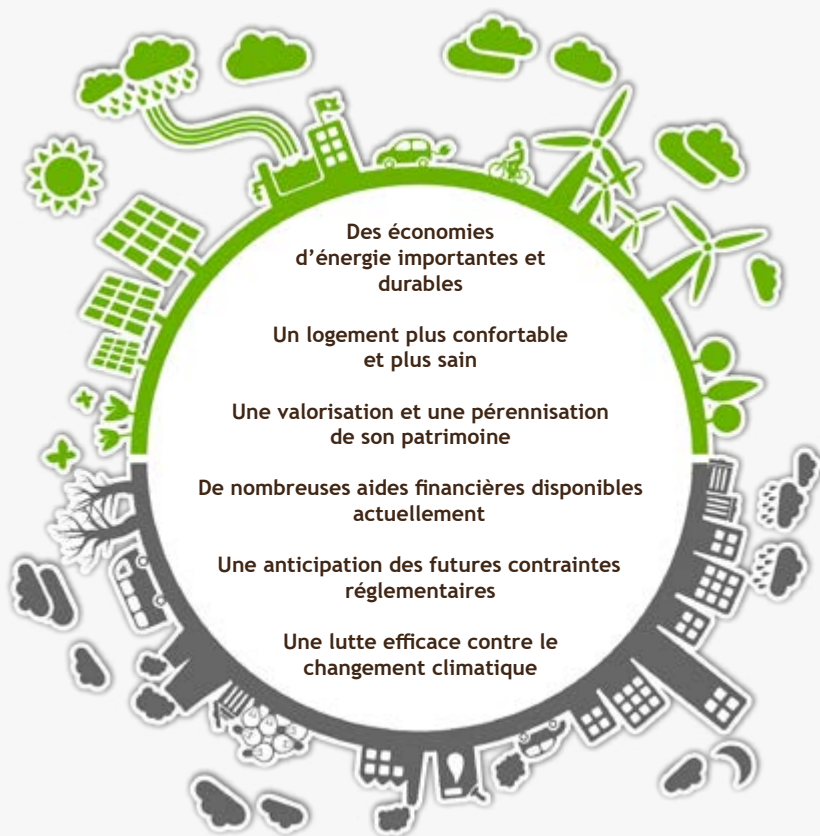 Des économies
d’énergie importantes et
durables
Un logement plus confortable
et plus sain
Une valorisation et une pérennisation
de son patrimoine
De nombreuses aides financières disponibles
actuellement
Une anticipation des futures contraintes
réglementaires
Une lutte efficace contre le
changement climatique